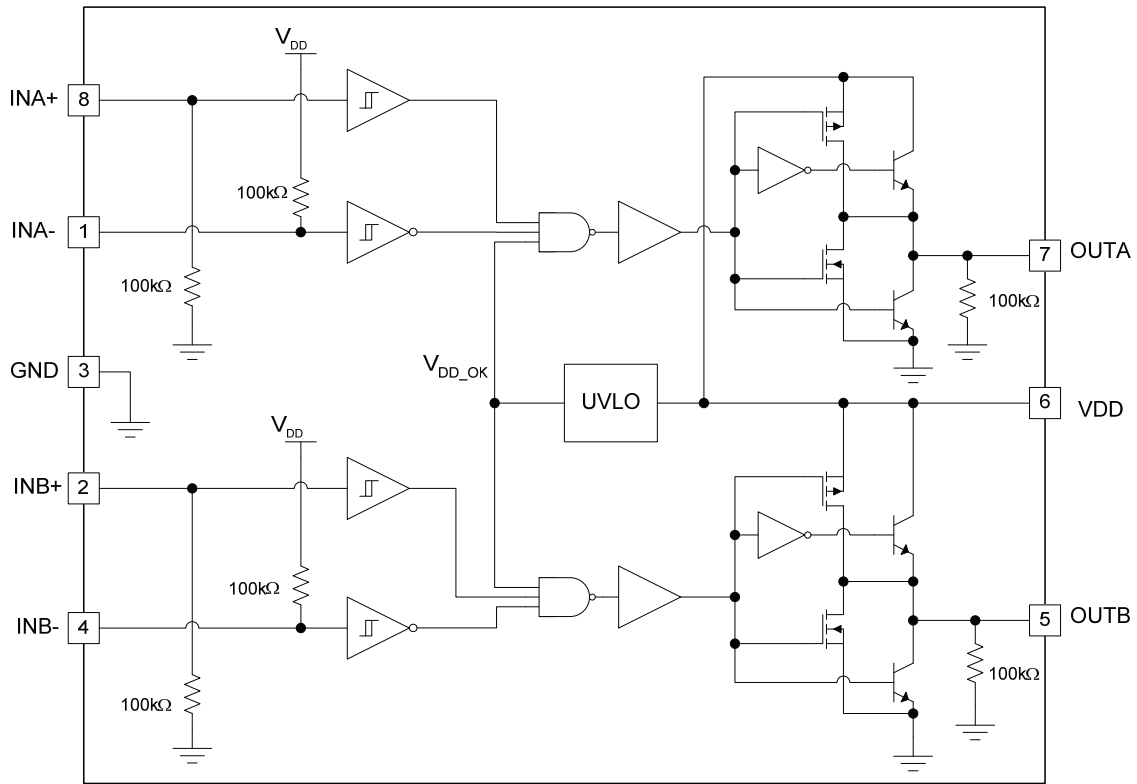 VDD
INA+ 8
100kΩ
INA- 1
100kΩ
7 OUTA
100kΩ
GND 3
VDD_OK
UVLO
6 VDD
VDD
INB+ 2
100kΩ
INB- 4
5 OUTB
100kΩ
100kΩ